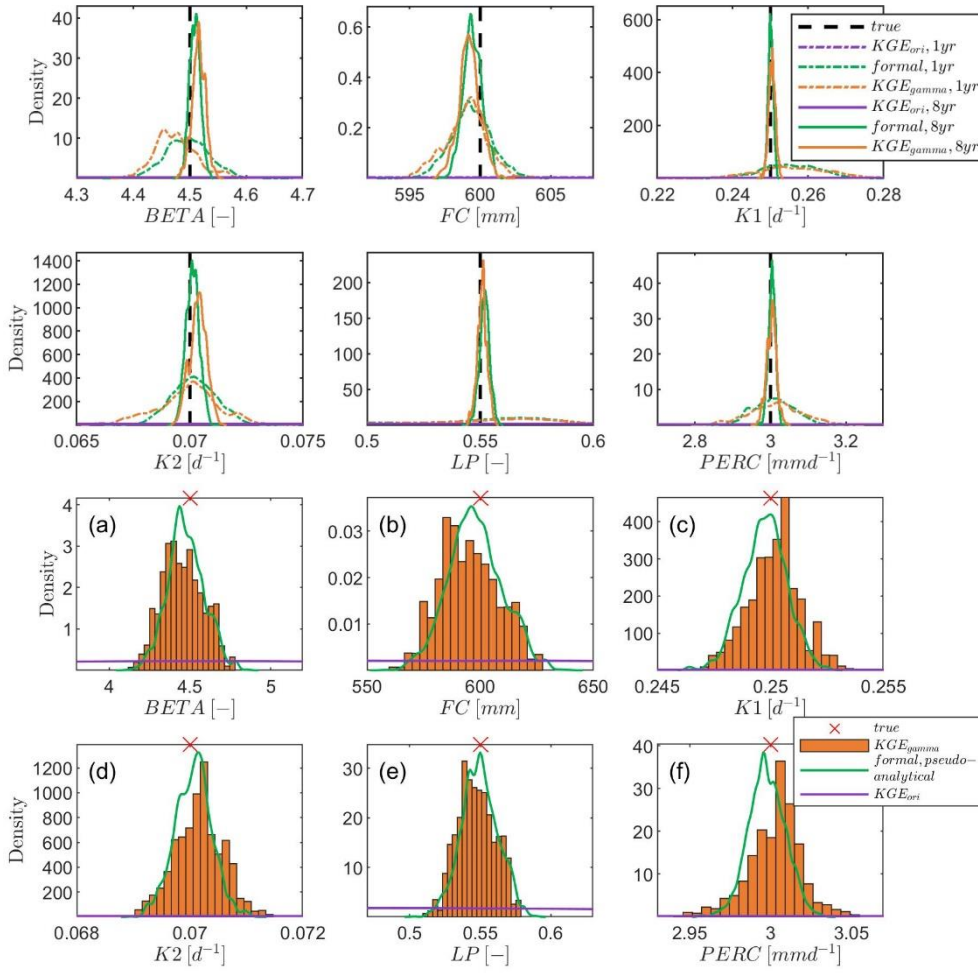 Density
40
30
20
10
4.3 4.4 4.5 4.6 4.7
BETA [−]
0.6
0.4
0.2
595 600 605
FC [mm]
600
400
200
0.22 0.24 0.26 0.28
K1 [d⁻¹]
true
KGE_ori, 1yr
formal, 1yr
KGE_gamma, 1yr
KGE_ori, 8yr
formal, 8yr
KGE_gamma, 8yr
Density
1400
1200
1000
800
600
400
200
0.065 0.07 0.075
K2 [d⁻¹]
200
150
100
50
0.5 0.55 0.6
LP [−]
40
30
20
10
2.8 3 3.2
PERC [mmd⁻¹]
Density
(a)
4
3
2
1
4 4.5 5
BETA [−]
(b)
0.03
0.02
0.01
550 600 650
FC [mm]
(c)
400
300
200
100
0.245 0.25 0.255
K1 [d⁻¹]
Density
(d)
1200
1000
800
600
400
200
0.068 0.07 0.072
K2 [d⁻¹]
(e)
30
20
10
0.5 0.55 0.6
LP [−]
(f)
40
30
20
10
2.95 3 3.05
PERC [mmd⁻¹]
true
KGE_gamma
formal, pseudo−
analytical
KGE_ori